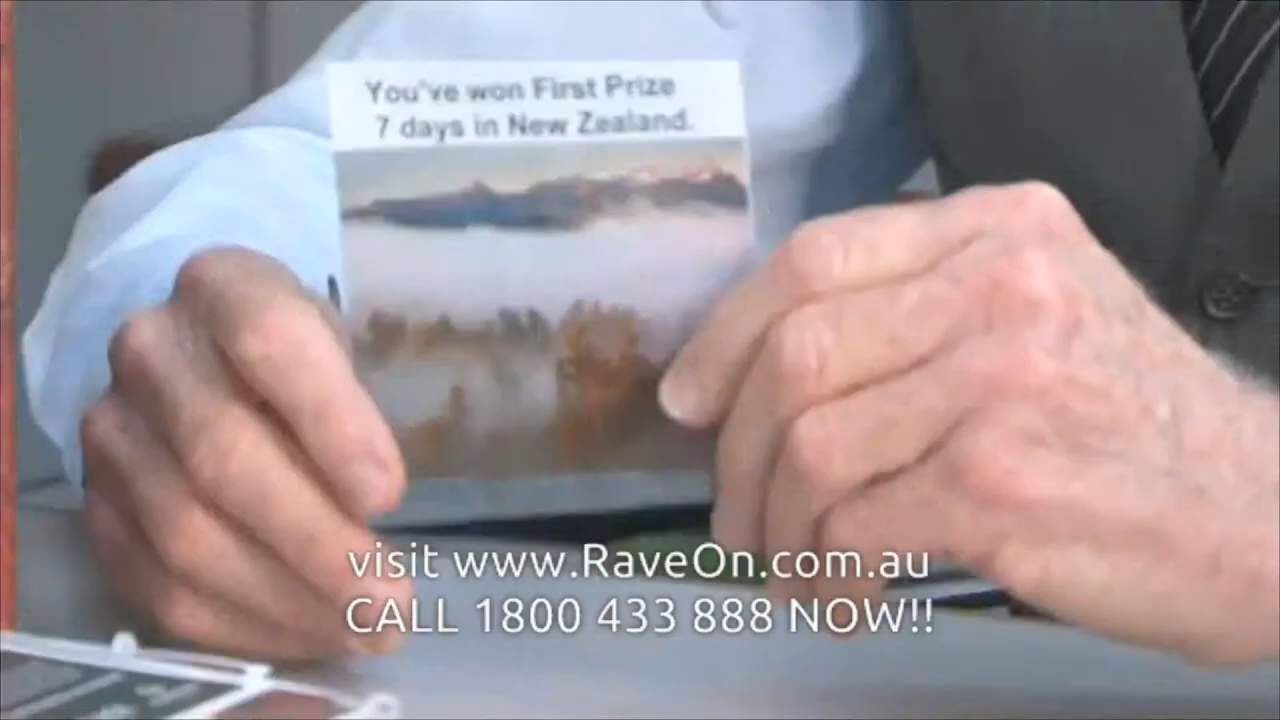 You've won First Prize
7 days in New Zealand.
visit www.RaveOn.com.au
CALL 1800 433 888 NOW!!